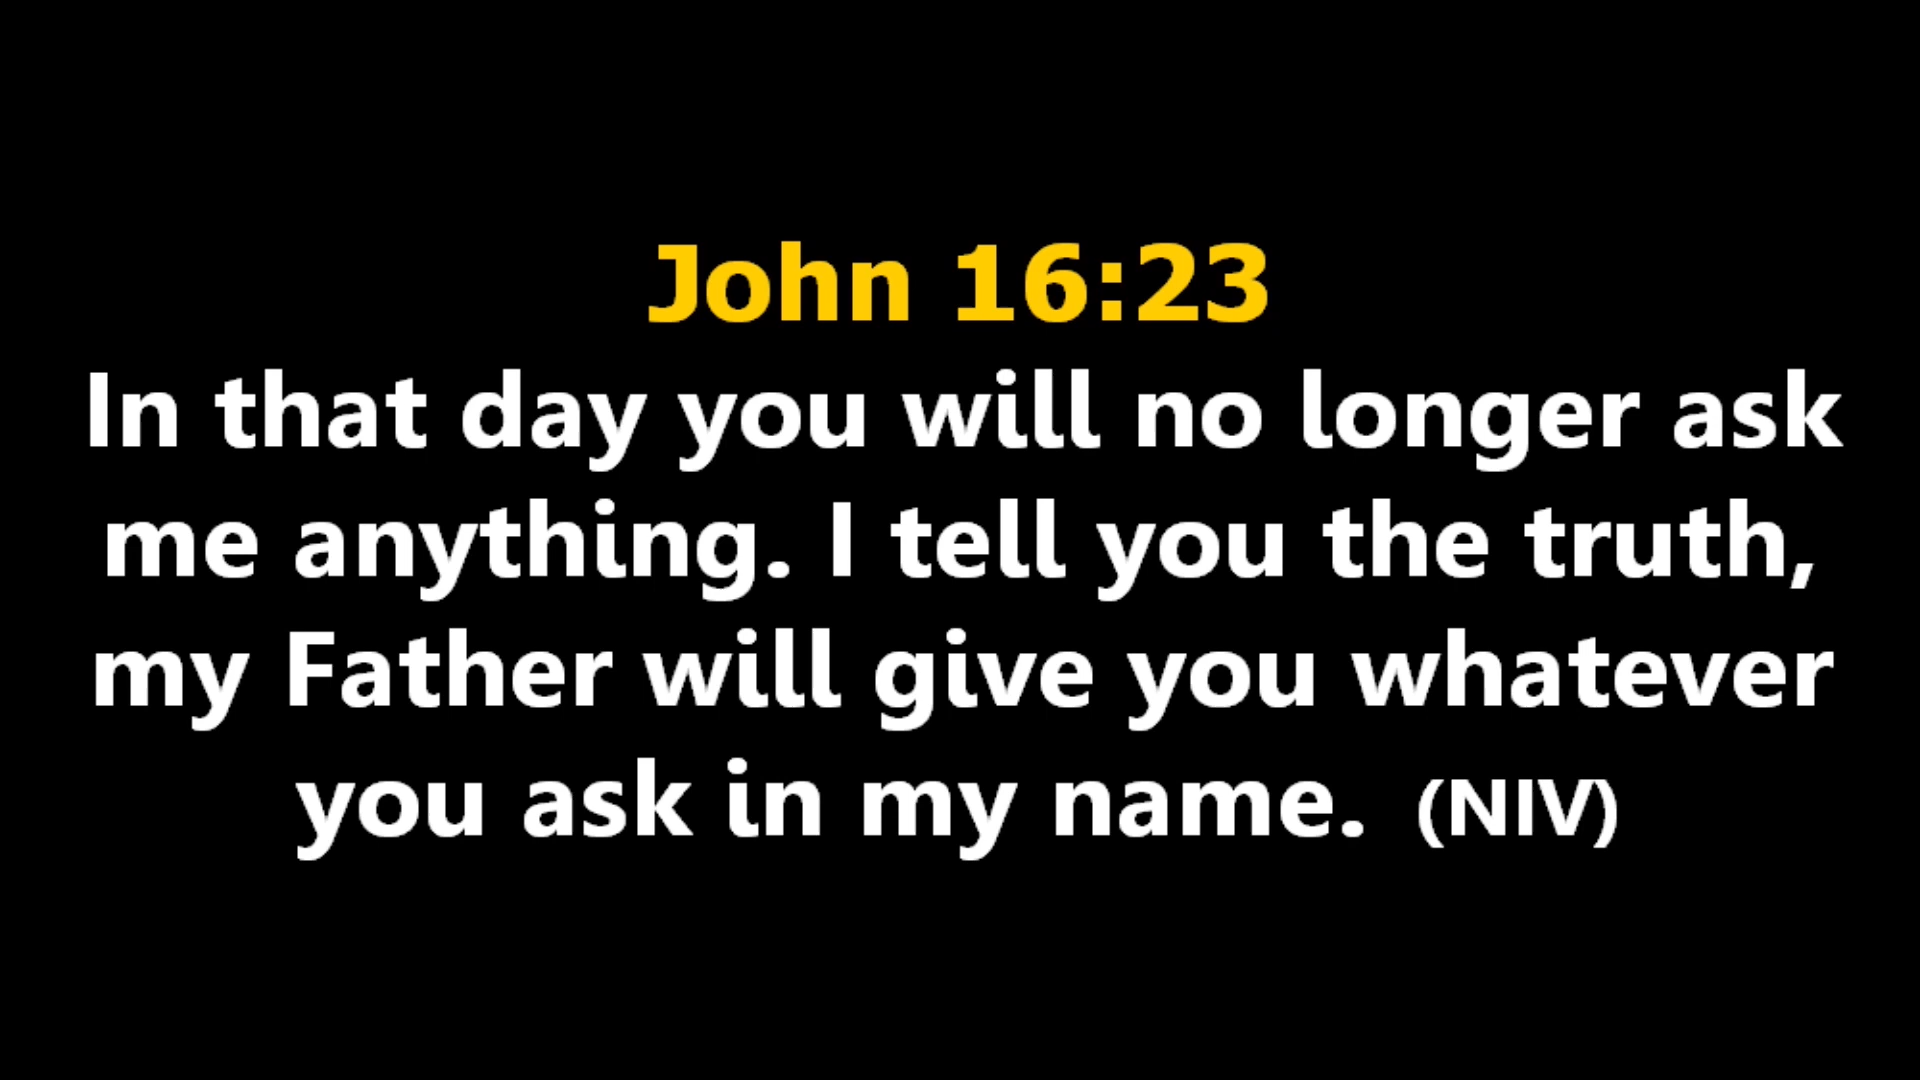 John 16:23
In that day you will no longer ask
me anything. I tell you the truth,
my Father will give you whatever
you ask in my name. (NIV)